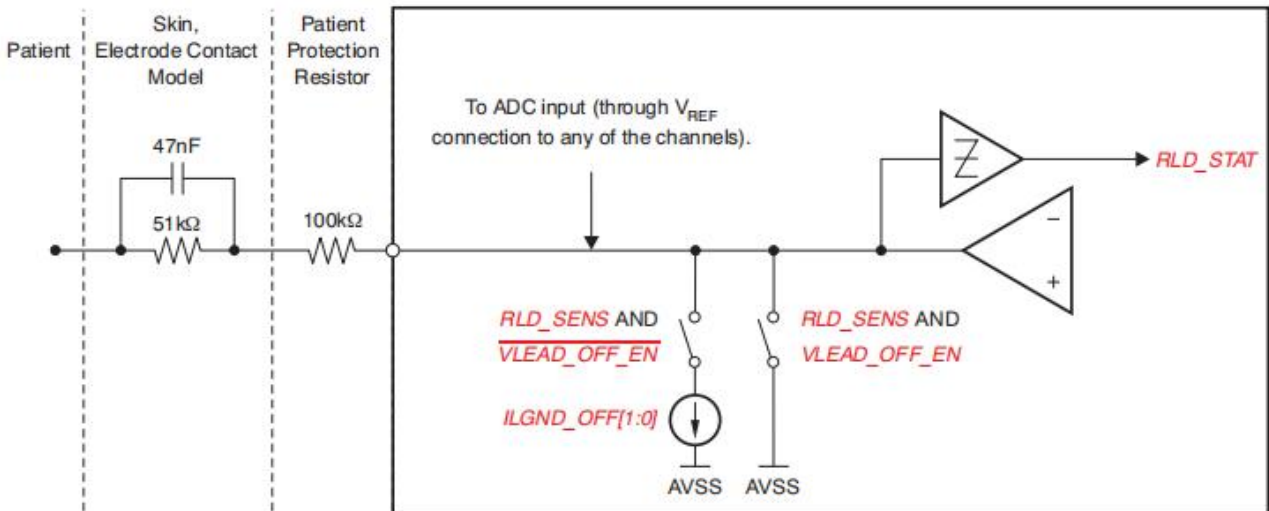 Patient
Skin,
Electrode Contact
Model
Patient
Protection
Resistor
To ADC input (through VREF
connection to any of the channels).
47nF
51kΩ
100kΩ
RLD_STAT
−
+
RLD_SENS AND
VLEAD_OFF_EN
RLD_SENS AND
VLEAD_OFF_EN
ILGND_OFF[1:0]
AVSS
AVSS